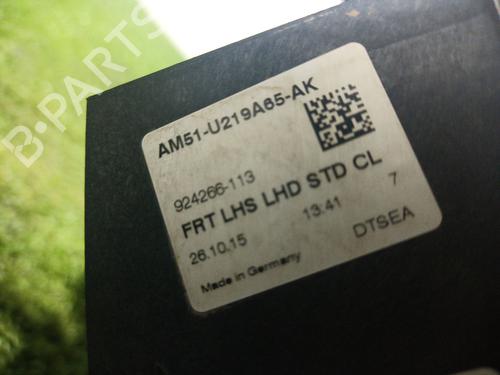 B-PARTS
AM51-U219A65-AK
924266-113
FRT LHS LHD STD CL
26.10.15 13:41 7
Made in Germany DTSEA